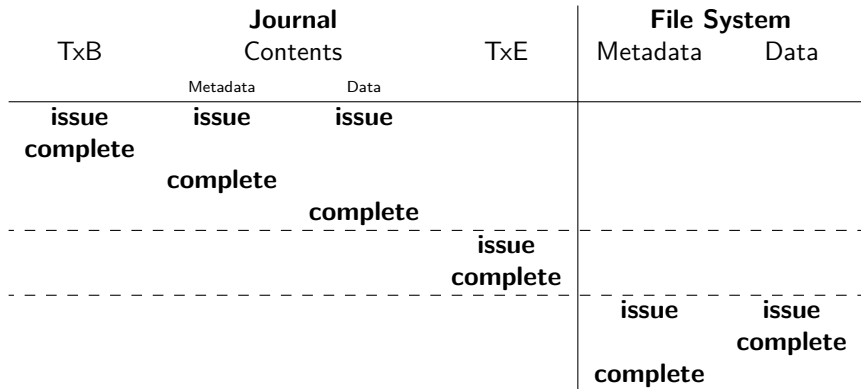 Journal File System
TxB Contents TxE Metadata Data
Metadata Data
issue issue issue
complete
complete
complete
issue
complete
issue issue
complete
complete